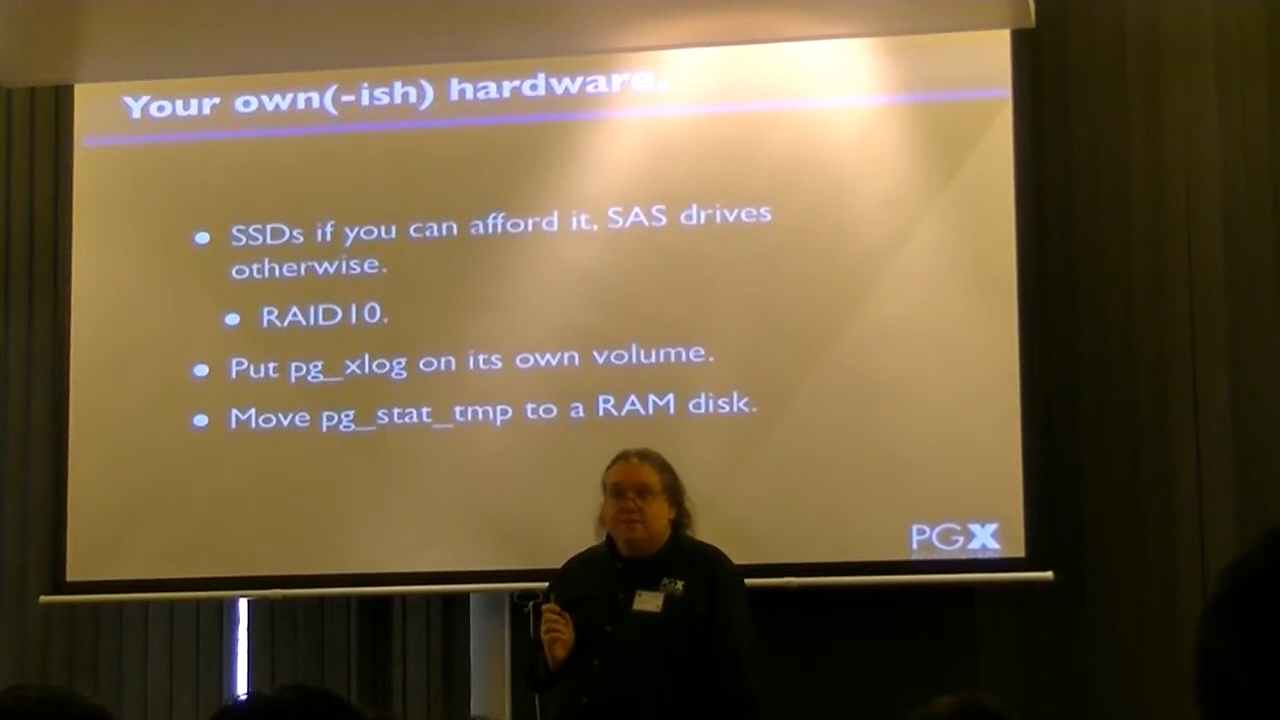 Your own(-ish) hardware.
SSDs if you can afford it, SAS drives
otherwise.
RAID10.
Put pg_xlog on its own volume.
Move pg_stat_tmp to a RAM disk.
PGX
PGX